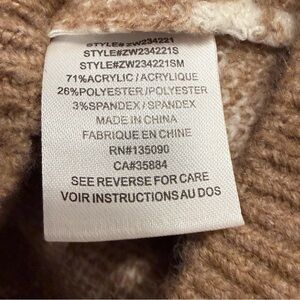 STYLE#ZW234221
STYLE#ZW234221S
STYLE#ZW234221SM
71%ACRYLIC / ACRYLIQUE
26%POLYESTER /POLYESTER
3%SPANDEX / SPANDEX
MADE IN CHINA
FABRIQUE EN CHINE
RN#135090
CA#35884
SEE REVERSE FOR CARE
VOIR INSTRUCTIONS AU DOS